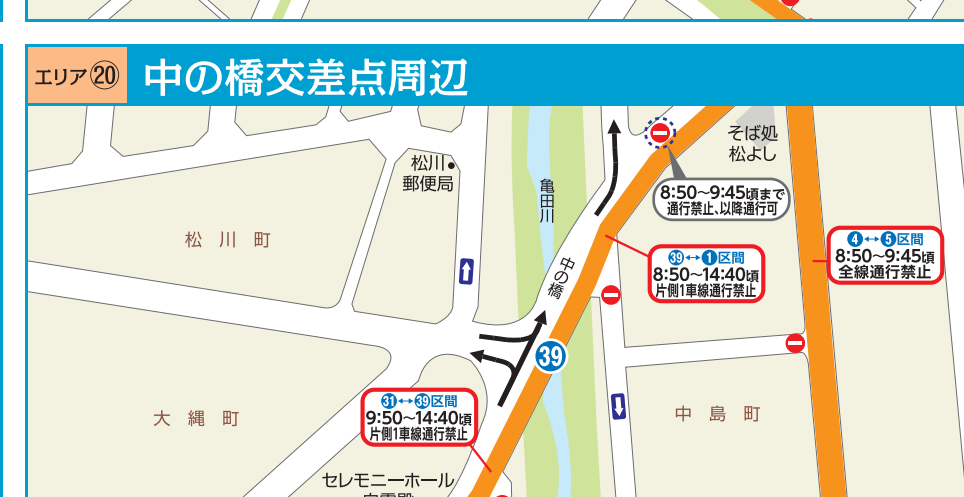 エリア⑳
中の橋交差点周辺
そば処
松よし
松川
郵便局
亀田川
8:50～9:45頃まで
通行禁止、以降通行可
松川町
39↔1区間
8:50～14:40頃
片側1車線通行禁止
4↔5区間
8:50～9:45頃
全線通行禁止
中の橋
39
31↔39区間
9:50～14:40頃
片側1車線通行禁止
大縄町
中島町
セレモニーホール